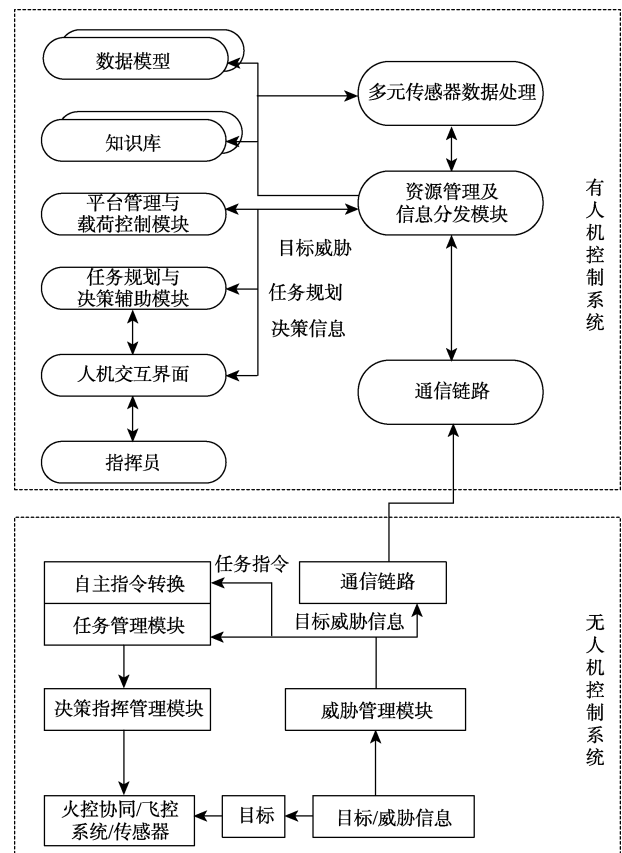 数据模型
多元传感器数据处理
知识库
资源管理及
信息分发模块
平台管理与
载荷控制模块
目标威胁
任务规划与
决策辅助模块
任务规划
决策信息
人机交互界面
通信链路
指挥员
有人机控制系统
任务指令
自主指令转换
通信链路
任务管理模块
目标威胁信息
决策指挥管理模块
威胁管理模块
火控协同/飞控
系统/传感器
目标
目标/威胁信息
无人机控制系统